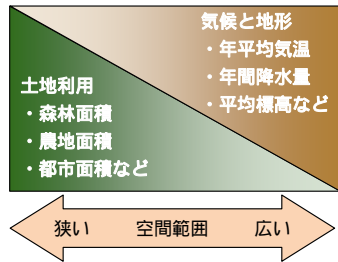 気候と地形
・年平均気温
・年間降水量
・平均標高など
土地利用
・森林面積
・農地面積
・都市面積など
狭い 空間範囲 広い